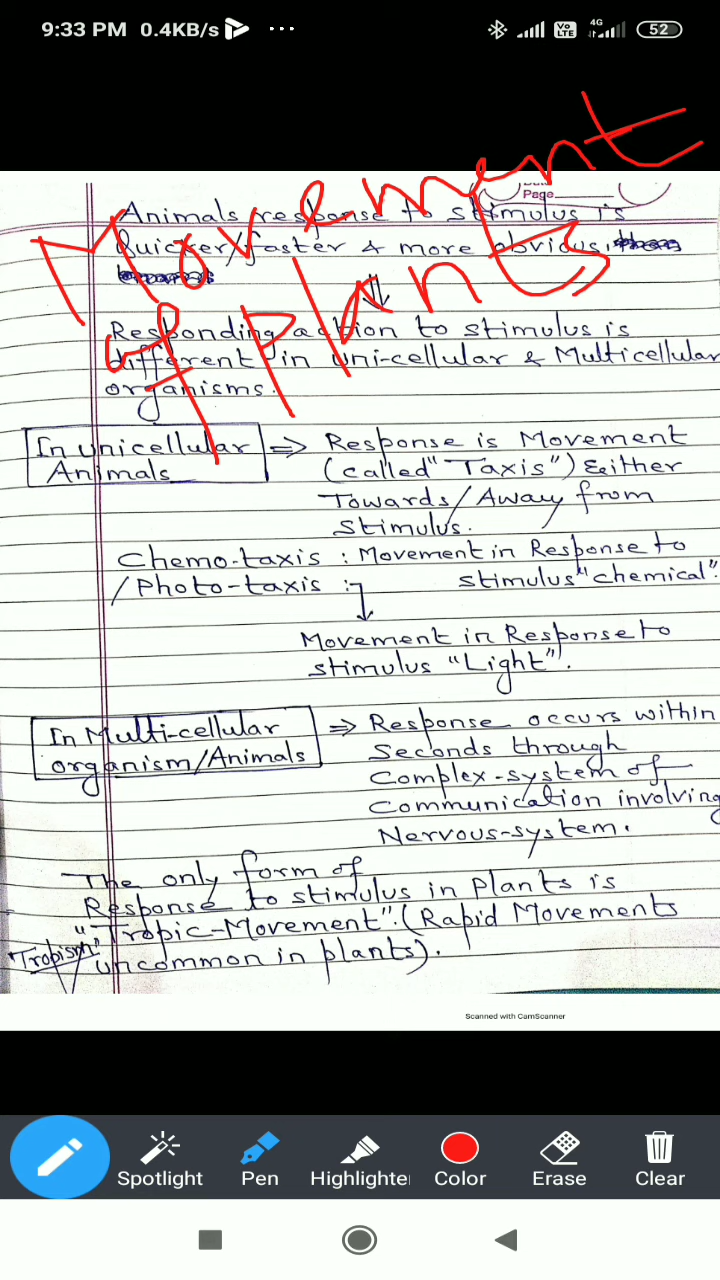 9:33 PM 0.4KB/s ...
Vo LTE 4G 52
Movement
of plants
Page
Animals response to stimulus is
Quicker/faster & more obvious
Responding action to stimulus is
different in uni-cellular & Multicellular
organisms.
In unicellular Animals => Response is Movement
(called "Taxis") Either
Towards/Away from
stimulus.
Chemo-taxis : Movement in Response to
stimulus "chemical".
/Photo-taxis :
Movement in Response to
stimulus "Light".
In Multi-cellular organism/Animals => Response occurs within
Seconds through
Complex-system of
Communication involving
Nervous-system.
The only form of
Response to stimulus in plants is
"Tropic-Movement". (Rapid Movements
"Tropism" uncommon in plants).
Scanned with CamScanner
Spotlight Pen Highlighte Color Erase Clear